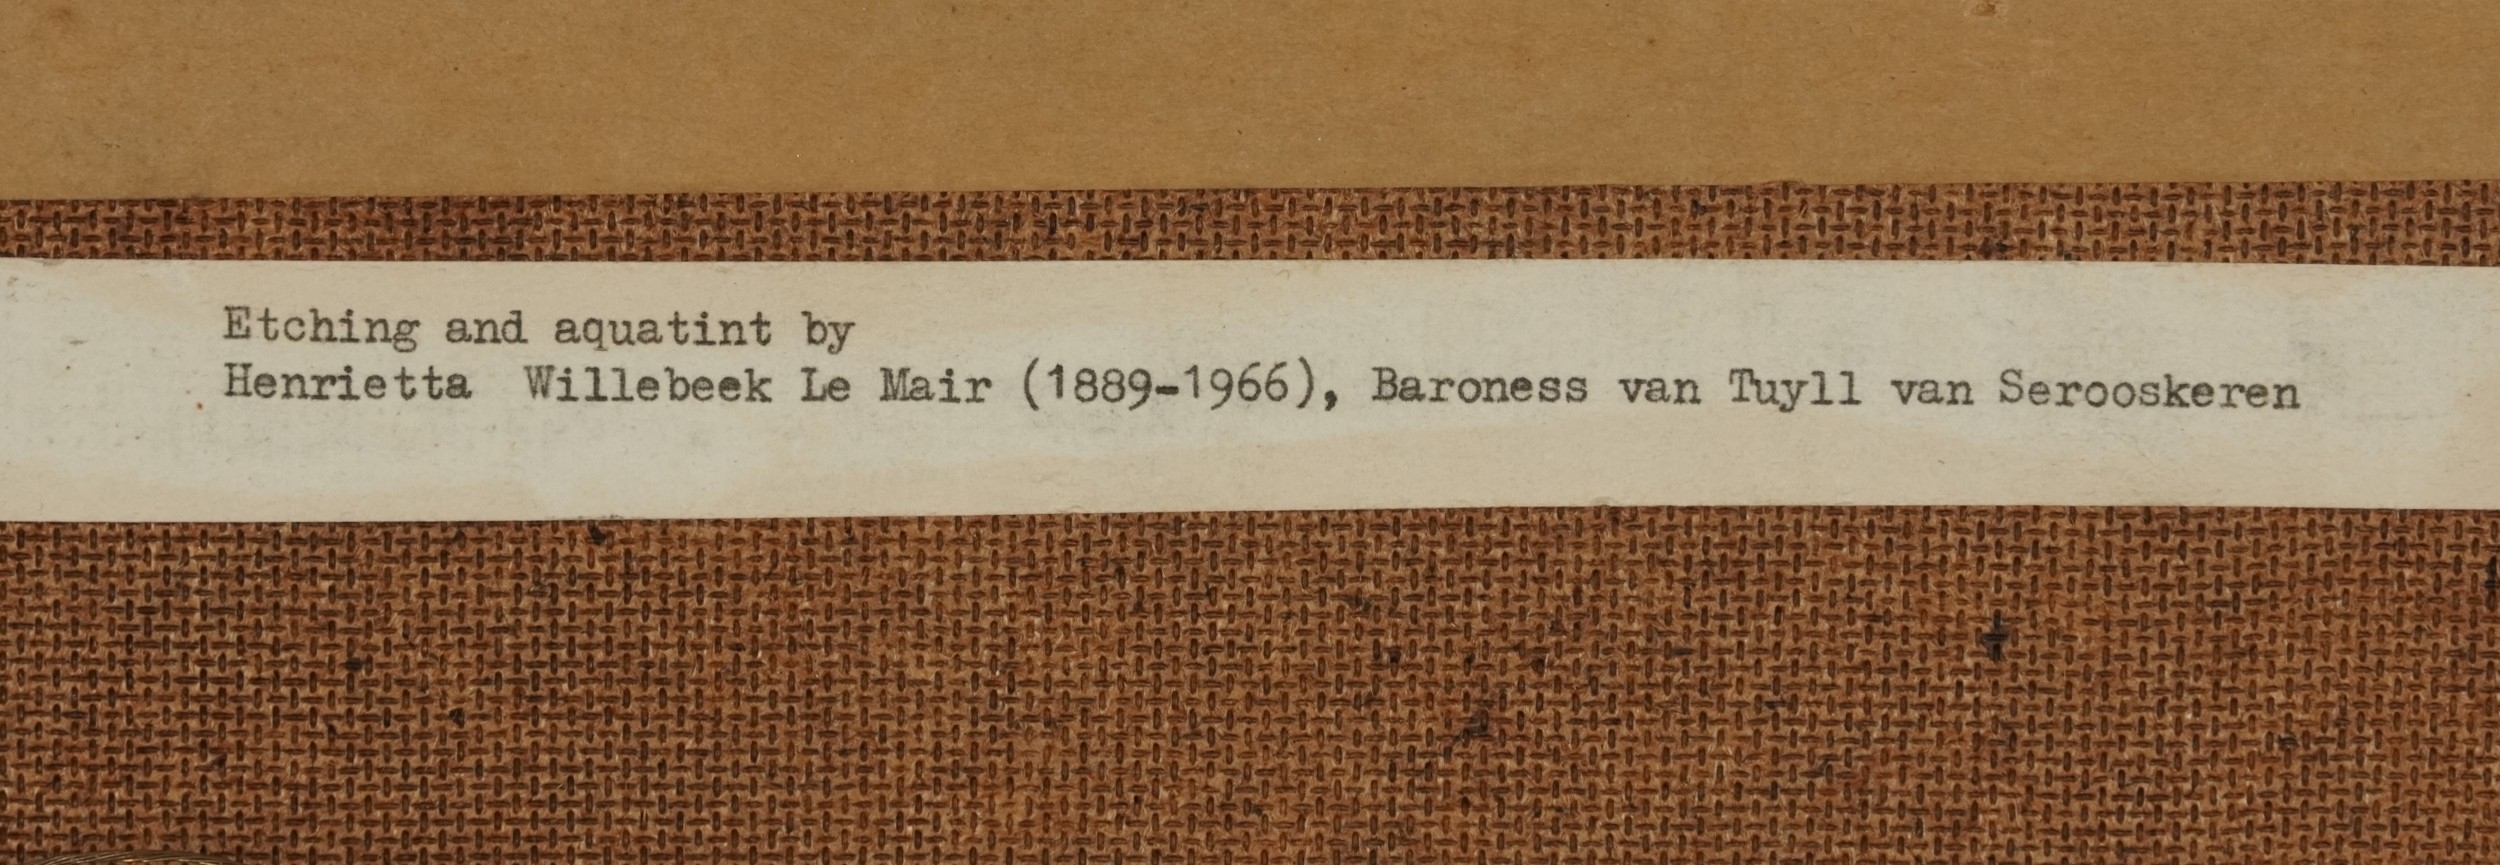 Etching and aquatint by
Henrietta Willebeek Le Mair (1889-1966), Baroness van Tuyll van Serooskeren